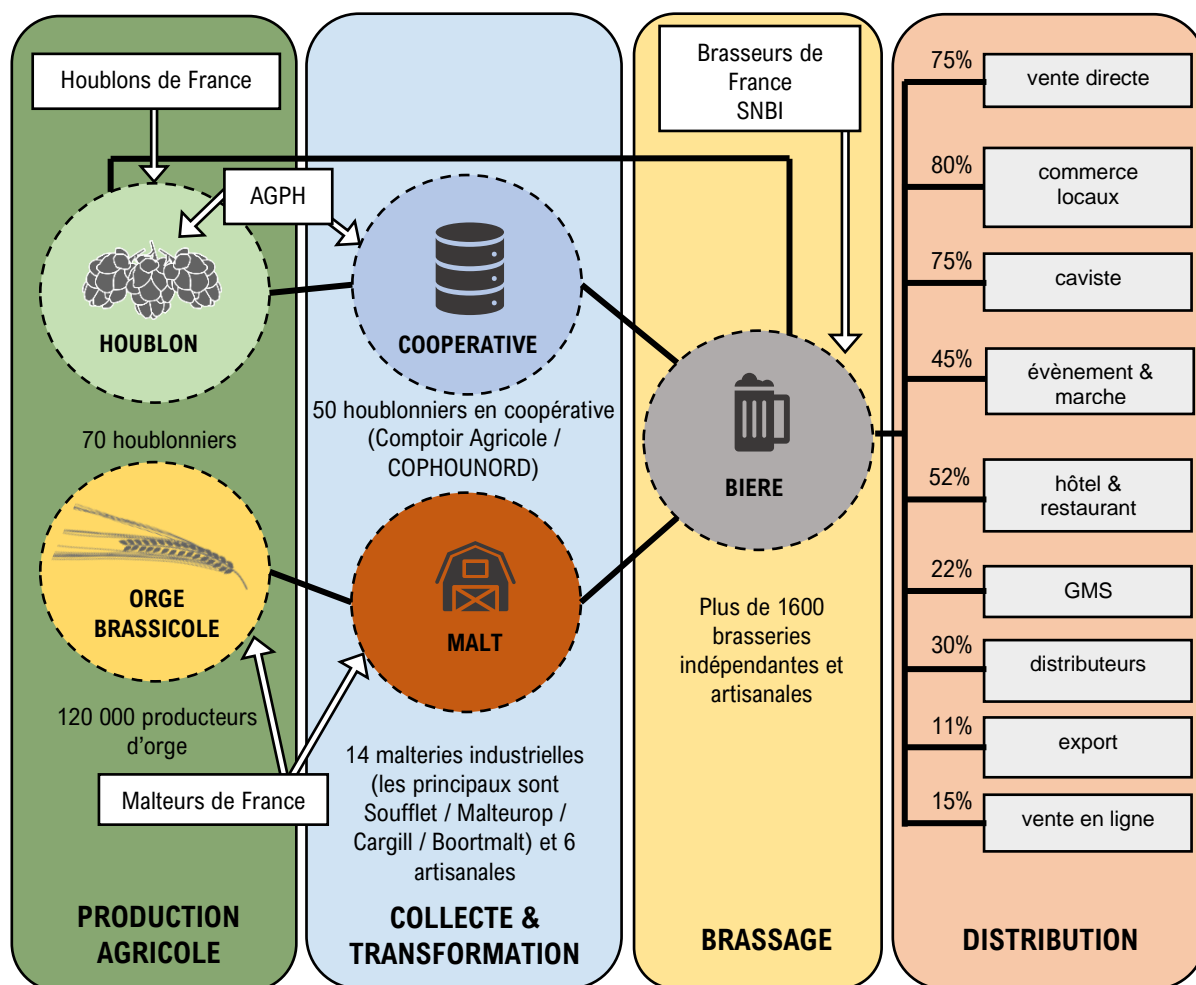 Houblons de France
AGPH
HOUBLON
70 houblonniers
ORGE
BRASSICOLE
120 000 producteurs
d'orge
Malteurs de France
PRODUCTION
AGRICOLE
COOPERATIVE
50 houblonniers en coopérative
(Comptoir Agricole /
COPHOUNORD)
MALT
14 malteries industrielles
(les principaux sont
Soufflet / Malteurop /
Cargill / Boortmalt) et 6
artisanales
COLLECTE &
TRANSFORMATION
Brasseurs de
France
SNBI
BIERE
Plus de 1600
brasseries
indépendantes et
artisanales
BRASSAGE
75%
vente directe
80%
commerce
locaux
75%
caviste
45%
évènement &
marche
52%
hôtel &
restaurant
22%
GMS
30%
distributeurs
11%
export
15%
vente en ligne
DISTRIBUTION